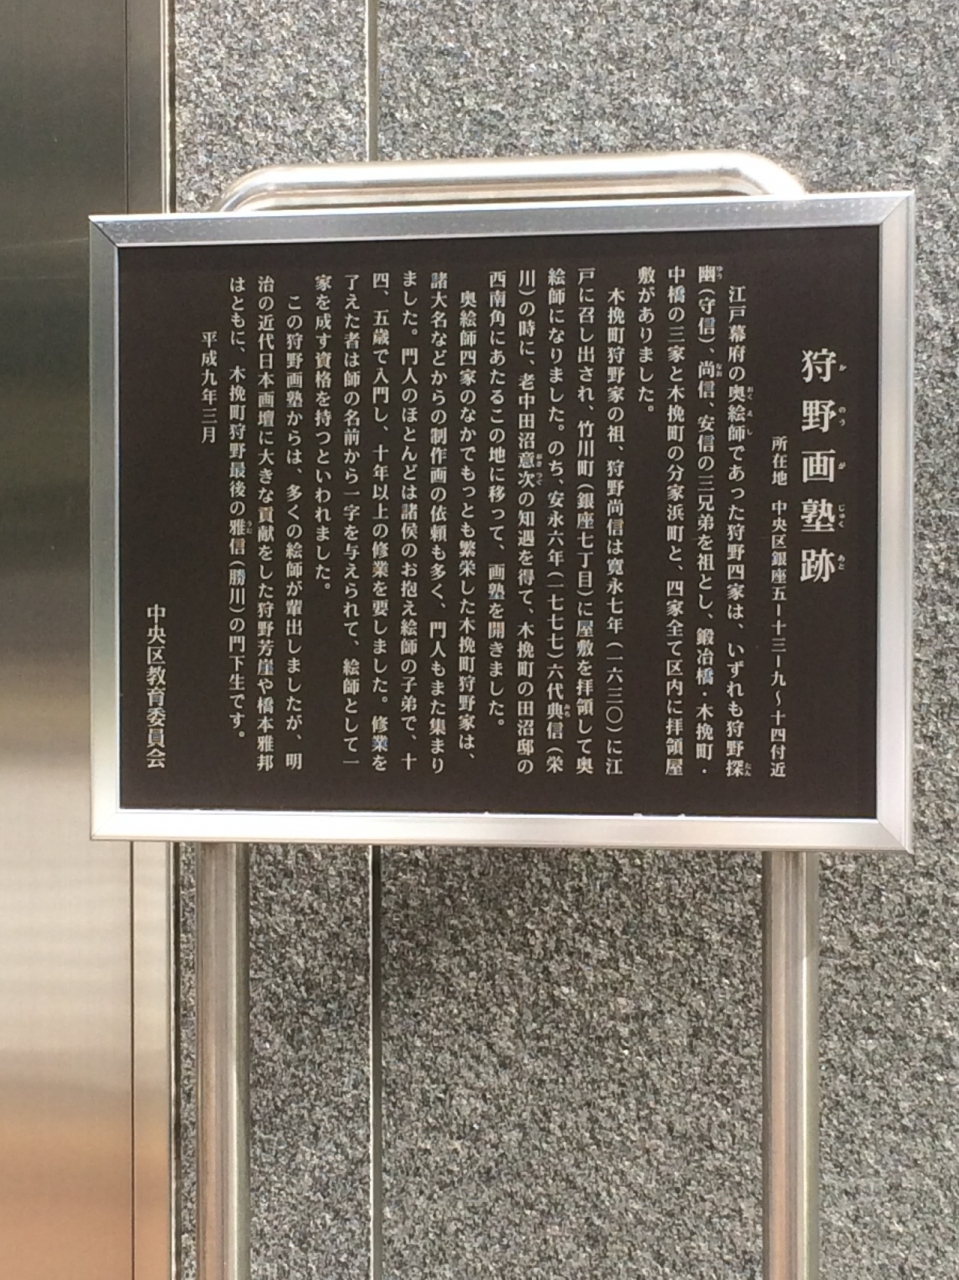 狩野画塾跡
かのうがじゅくあと
所在地 中央区銀座五－十三－九～十四付近
江戸幕府の奥絵師であった狩野四家は、いずれも狩野探
幽（守信）、尚信、安信の三兄弟を祖とし、鍛冶橋・木挽町・
中橋の三家と木挽町の分家浜町と、四家全て区内に拝領屋
敷がありました。
木挽町狩野家の祖、狩野尚信は寛永七年（一六三〇）に江
戸に召し出され、竹川町（銀座七丁目）に屋敷を拝領して奥
絵師になりました。のち、安永六年（一七七七）六代典信（栄
川）の時に、老中田沼意次の知遇を得て、木挽町の田沼邸の
西南角にあたるこの地に移って、画塾を開きました。
奥絵師四家のなかでもっとも繁栄した木挽町狩野家は、
諸大名などからの制作画の依頼も多く、門人もまた集まり
ました。門人のほとんどは諸侯のお抱え絵師の子弟で、十
四、五歳で入門し、十年以上の修業を要しました。修業を
了えた者は師の名前から一字を与えられて、絵師として一
家を成す資格を持つといわれました。
この狩野画塾からは、多くの絵師が輩出しましたが、明
治の近代日本画壇に大きな貢献をした狩野芳崖や橋本雅邦
はともに、木挽町狩野最後の雅信（勝川）の門下生です。
平成九年三月
中央区教育委員会